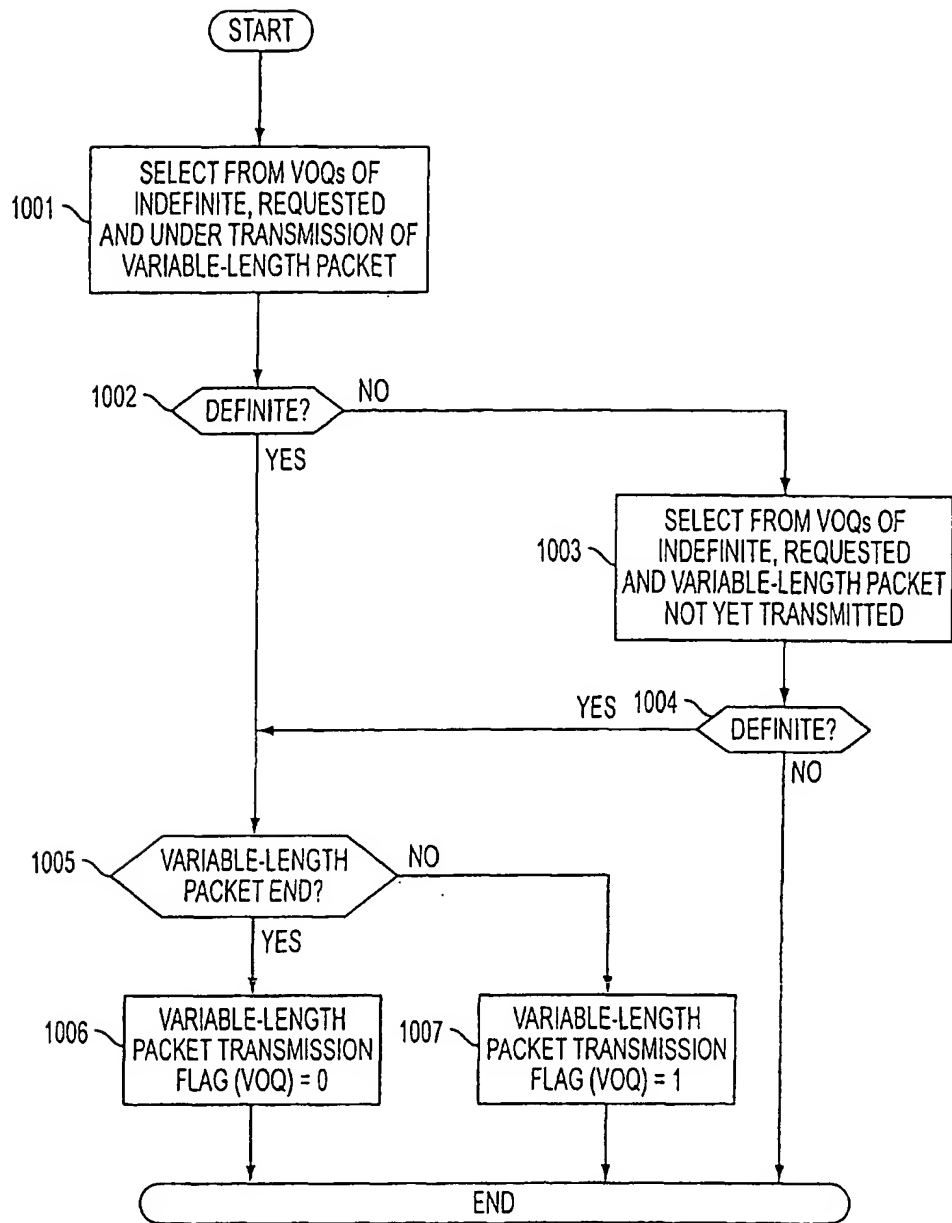 START
1001
SELECT FROM VOQs OF
INDEFINITE, REQUESTED
AND UNDER TRANSMISSION OF
VARIABLE-LENGTH PACKET
1002
DEFINITE?
NO
YES
1003
SELECT FROM VOQs OF
INDEFINITE, REQUESTED
AND VARIABLE-LENGTH PACKET
NOT YET TRANSMITTED
1004
YES
DEFINITE?
NO
1005
VARIABLE-LENGTH
PACKET END?
NO
YES
1006
VARIABLE-LENGTH
PACKET TRANSMISSION
FLAG (VOQ) = 0
1007
VARIABLE-LENGTH
PACKET TRANSMISSION
FLAG (VOQ) = 1
END